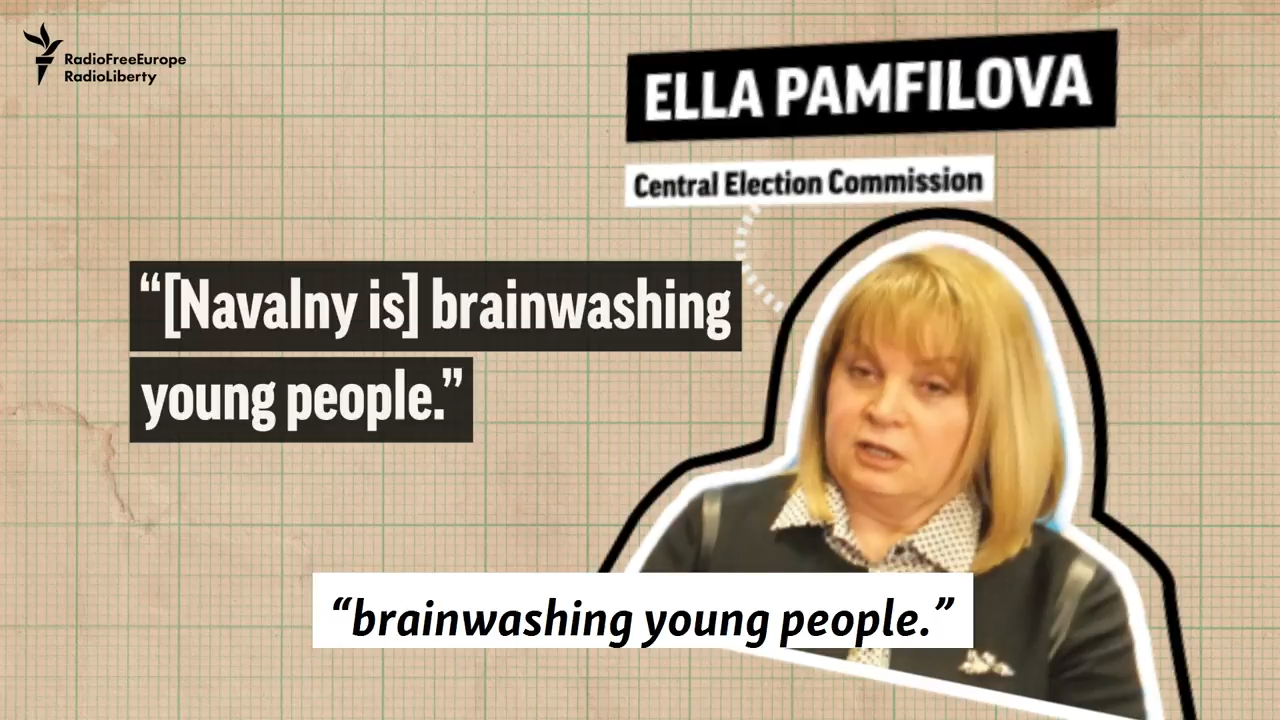 RadioFreeEurope
RadioLiberty
ELLA PAMFILOVA
Central Election Commission
“[Navalny is] brainwashing
young people.”
“brainwashing young people.”